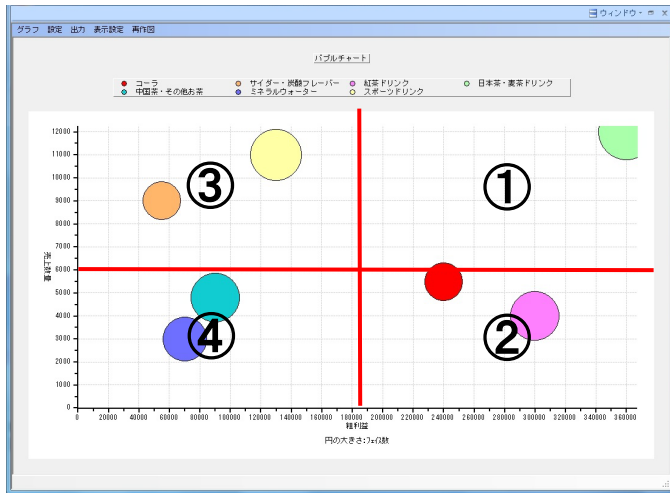 ウィンドウ
グラフ 設定 出力 表示設定 再作図
バブルチャート
コーラ サイダー・炭酸フレーバー 紅茶ドリンク 日本茶・麦茶ドリンク
中国茶・その他お茶 ミネラルウォーター スポーツドリンク
12000
11000
10000
9000
8000
7000
6000
5000
4000
3000
2000
1000
0
売上数量
③ ①
④ ②
0 20000 40000 60000 80000 100000 120000 140000 160000 180000 200000 220000 240000 260000 280000 300000 320000 340000 360000
粗利益
円の大きさ:フェイス数